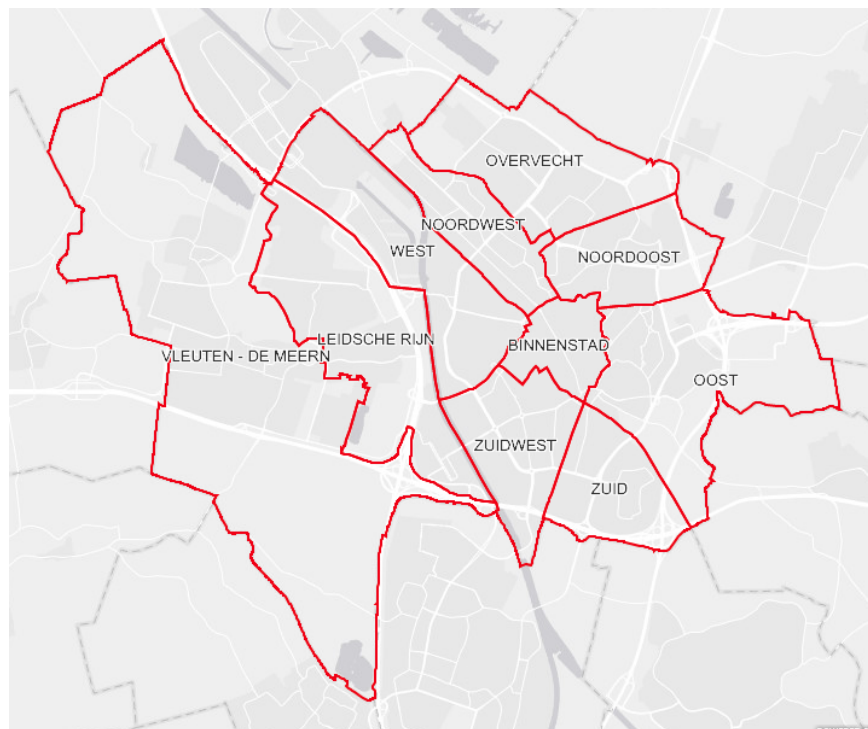 OVERVECHT
NOORDWEST
WEST
NOORDOOST
LEIDSCHE RIJN
BINNENSTAD
VLEUTEN - DE MEERN
OOST
ZUIDWEST
ZUID